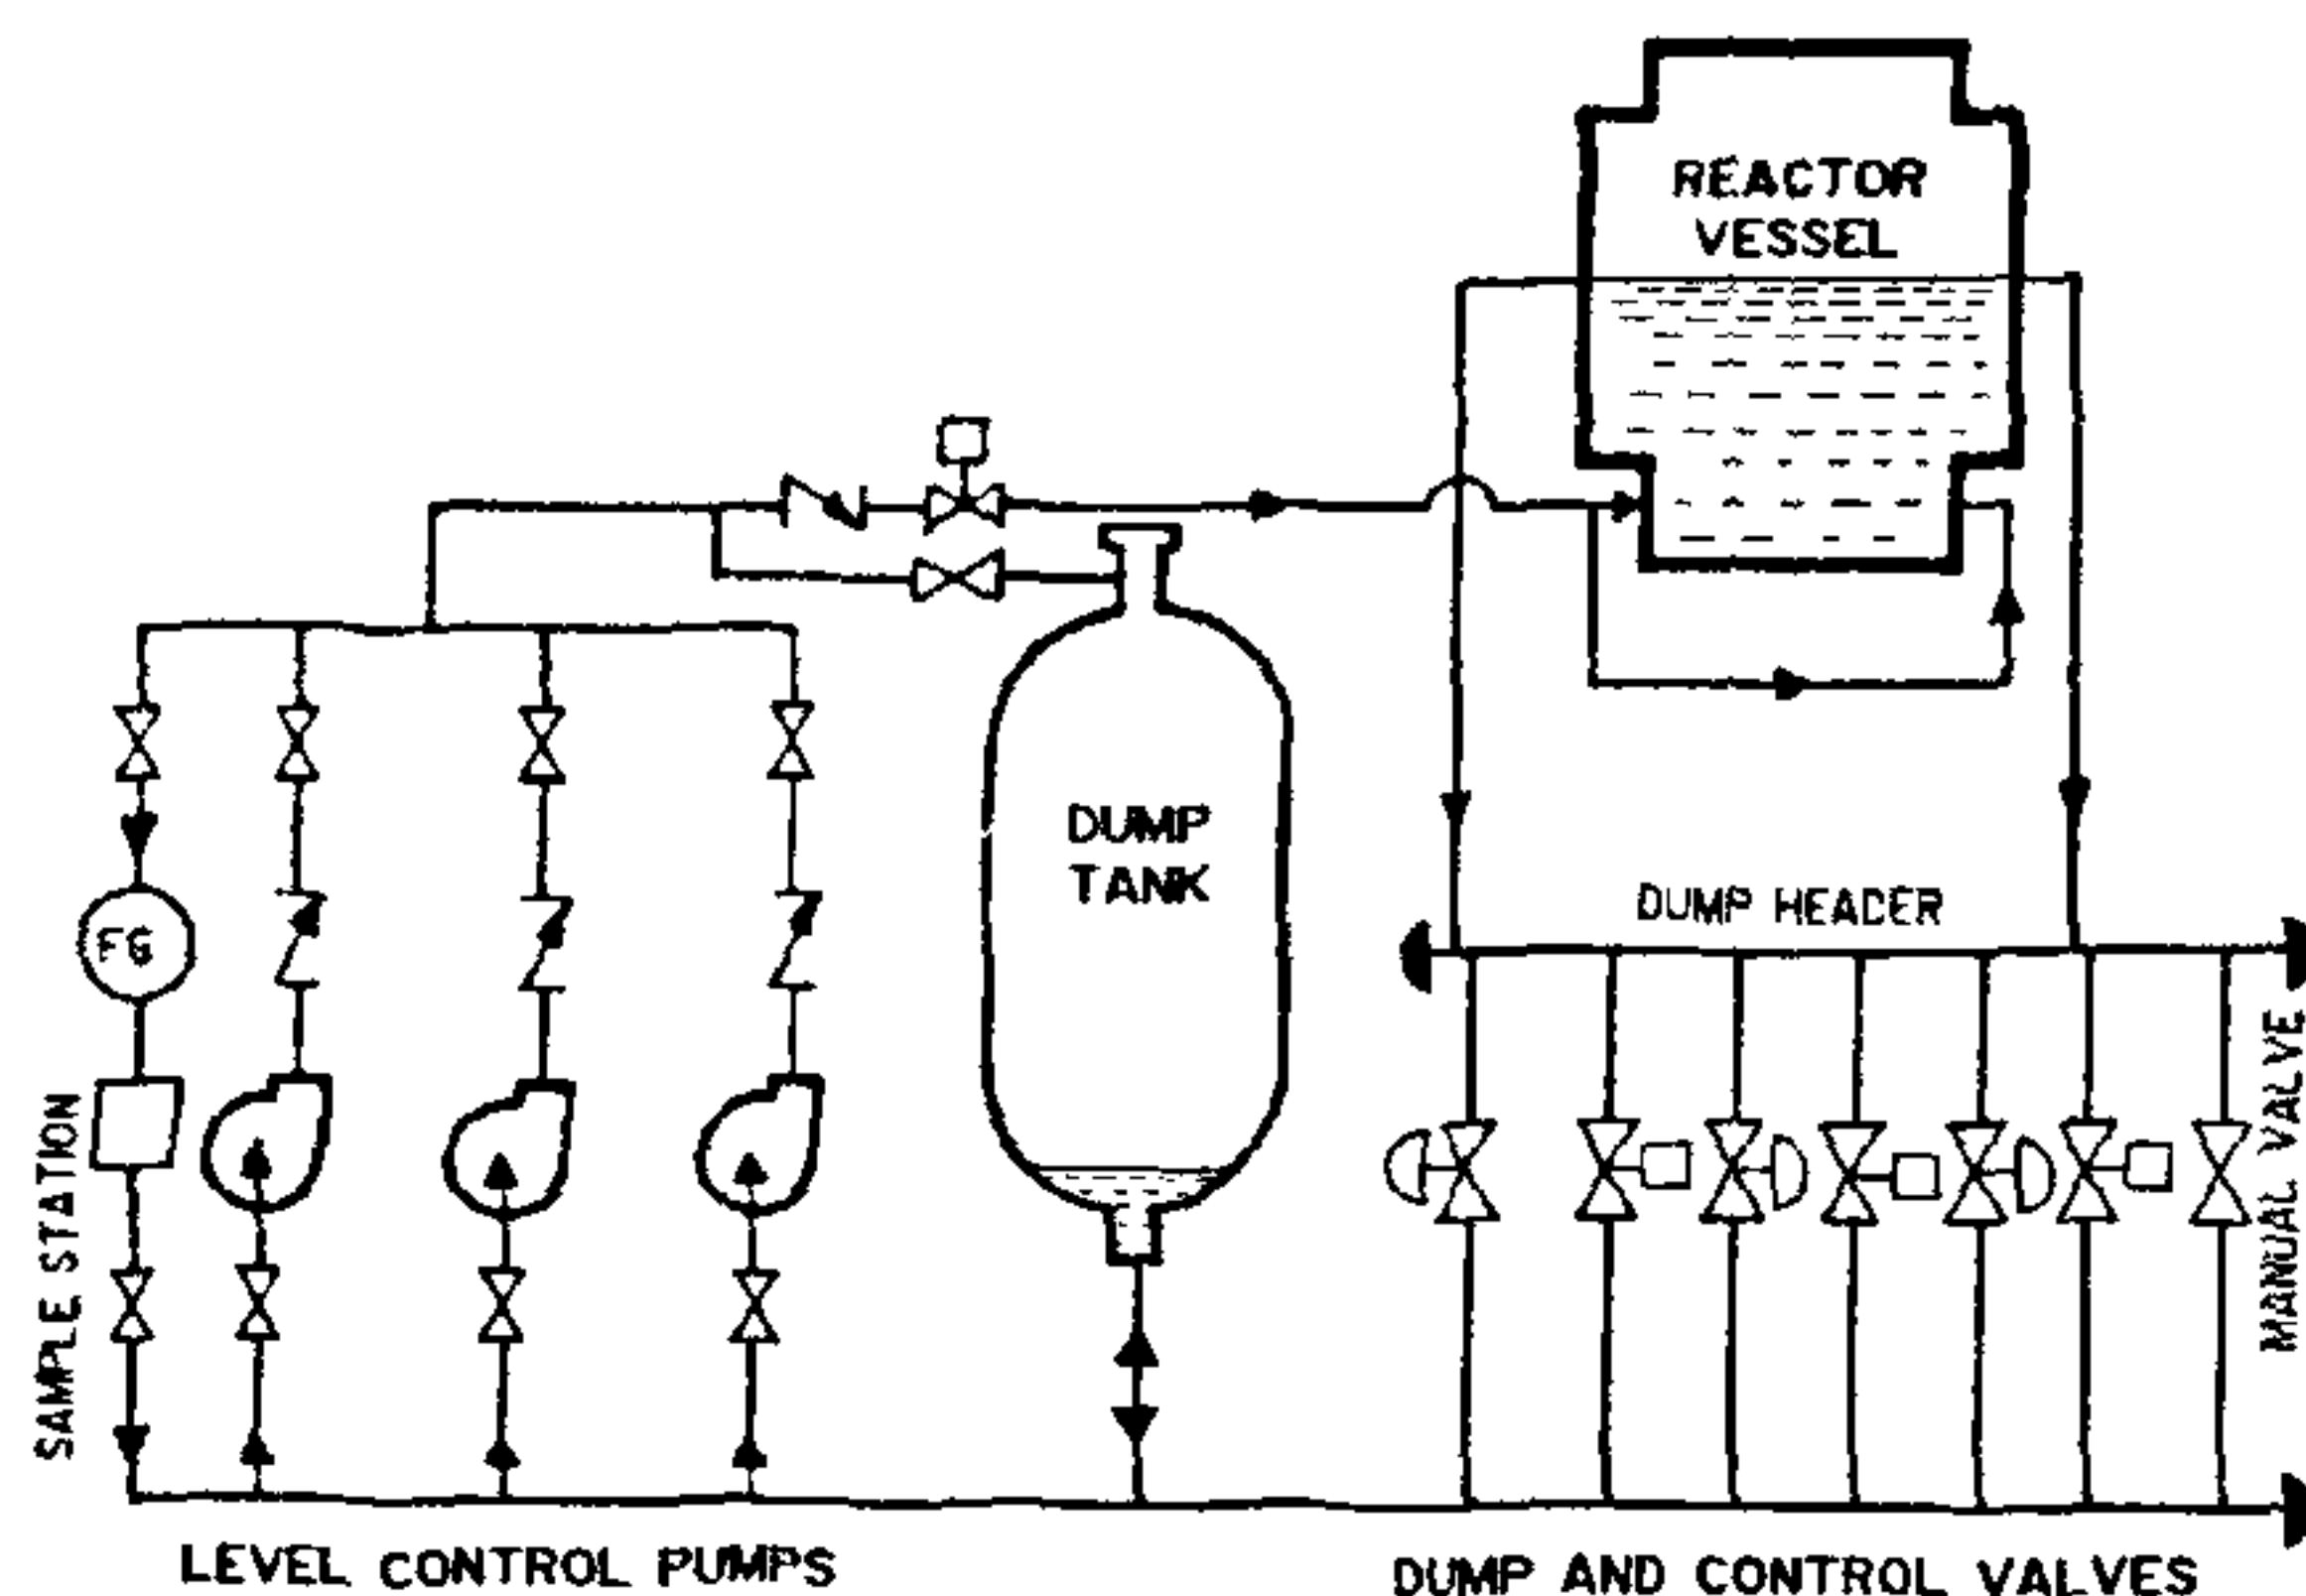 REACTOR
VESSEL
DUMP
TANK
DUMP HEADER
FG
SAMPLE STATION
MANUAL VALVE
LEVEL CONTROL PUMPS
DUMP AND CONTROL VALVES